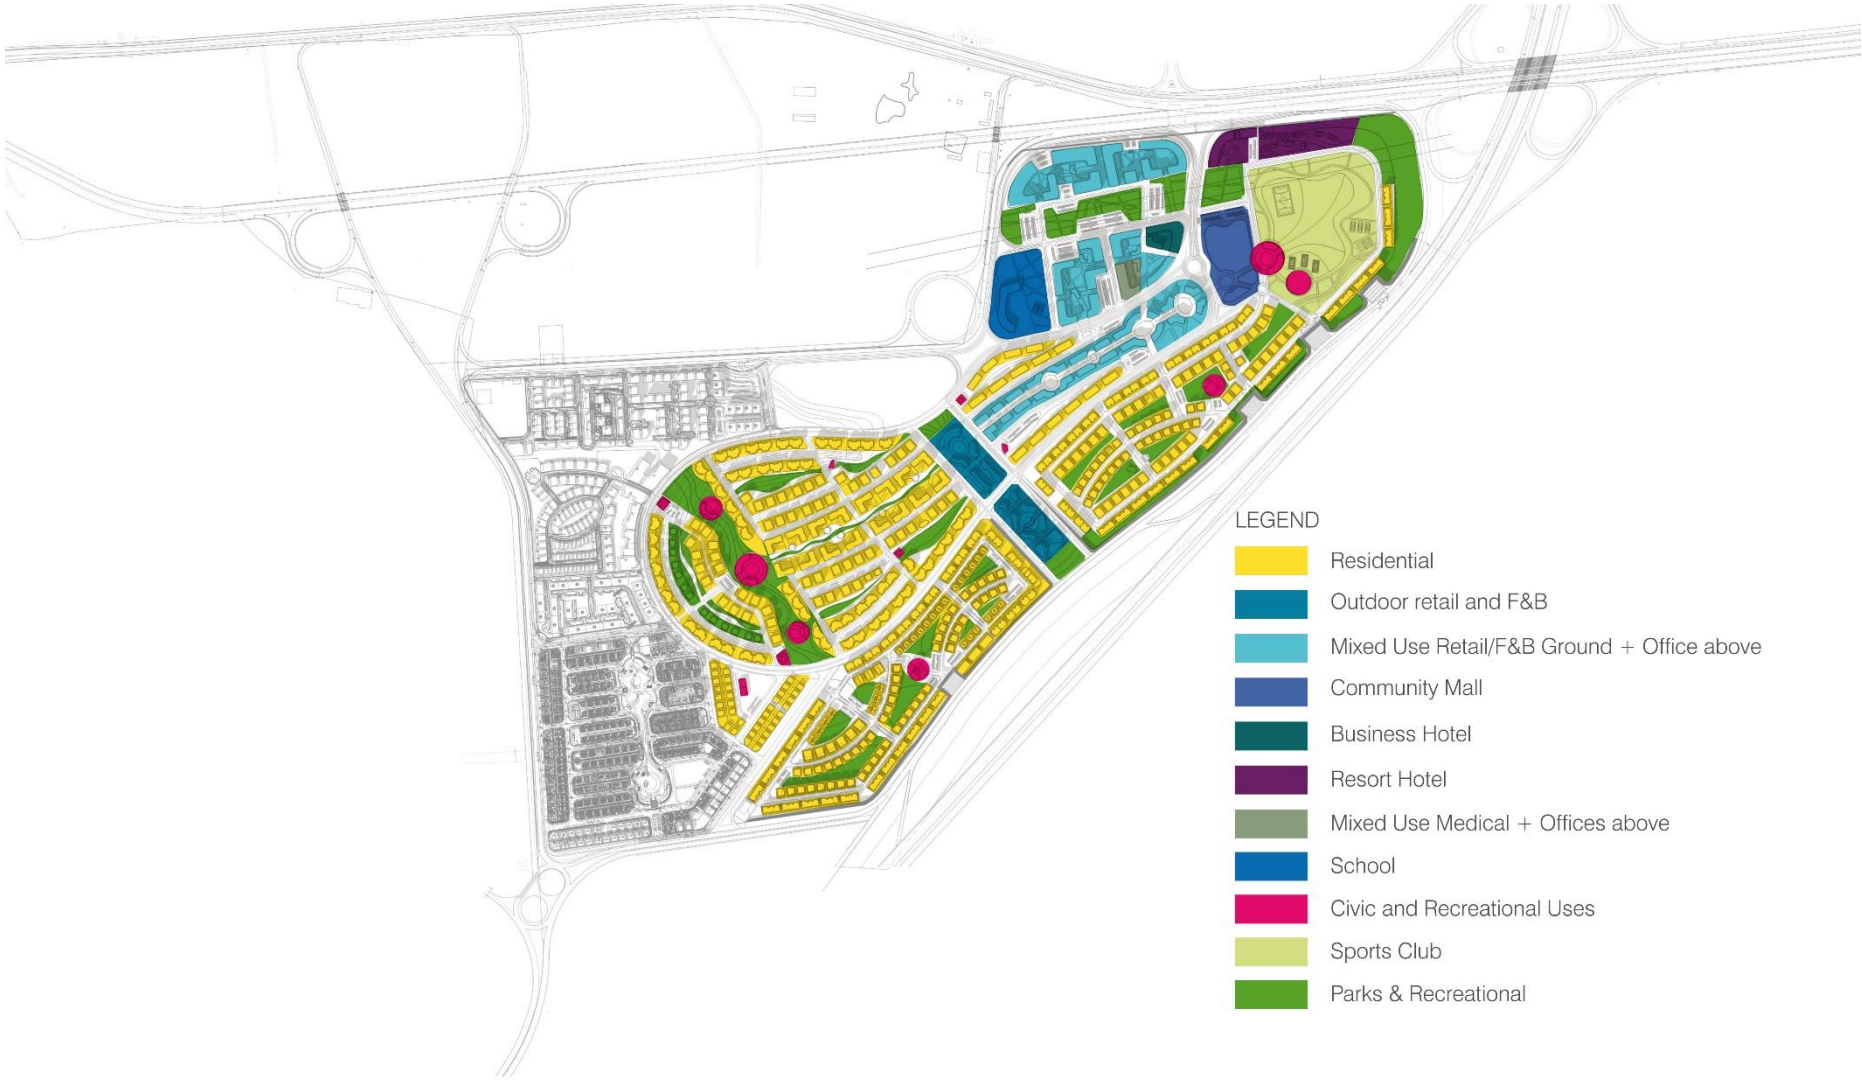 LEGEND
Residential
Outdoor retail and F&B
Mixed Use Retail/F&B Ground + Office above
Community Mall
Business Hotel
Resort Hotel
Mixed Use Medical + Offices above
School
Civic and Recreational Uses
Sports Club
Parks & Recreational